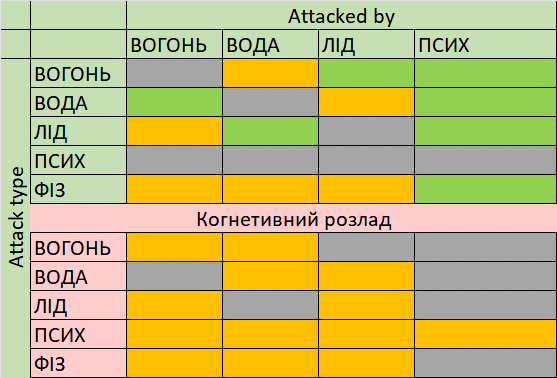 Attacked by
ВОГОНЬ ВОДА ЛІД ПСИХ
Attack type
ВОГОНЬ
ВОДА
ЛІД
ПСИХ
ФІЗ
Когнетивний розлад
ВОГОНЬ
ВОДА
ЛІД
ПСИХ
ФІЗ